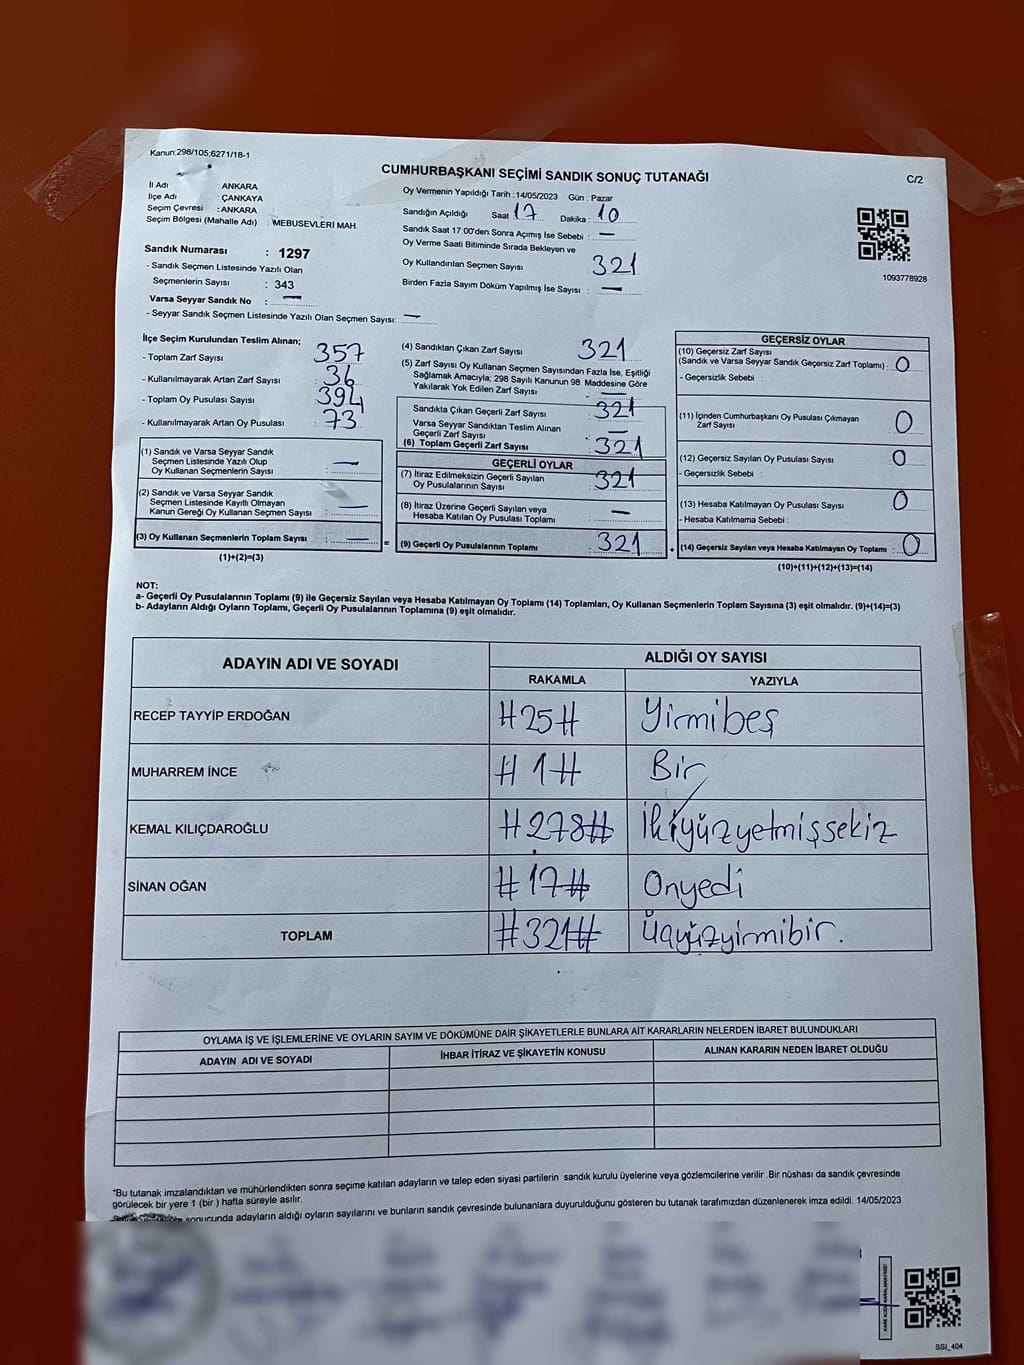 Kanun:298/105,6271/18-1
CUMHURBAŞKANI SEÇİMİ SANDIK SONUÇ TUTANAĞI
C/2
İl Adı : ANKARA
İlçe Adı : ÇANKAYA
Seçim Çevresi : ANKARA
Seçim Bölgesi (Mahalle Adı) : MEBUSEVLERİ MAH.
Sandık Numarası : 1297
- Sandık Seçmen Listesinde Yazılı Olan
Seçmenlerin Sayısı : 343
Varsa Seyyar Sandık No : —
- Seyyar Sandık Seçmen Listesinde Yazılı Olan Seçmen Sayısı: —
Oy Vermenin Yapıldığı Tarih :14/05/2023 Gün : Pazar
Sandığın Açıldığı Saat 17 Dakika : 10
Sandık Saat 17:00'den Sonra Açımış İse Sebebi : —
Oy Verme Saati Bitiminde Sırada Bekleyen ve
Oy Kullandırılan Seçmen Sayısı 321
Birden Fazla Sayım Döküm Yapılmış İse Sayısı : —
1093778928
İlçe Seçim Kurulundan Teslim Alınan;
- Toplam Zarf Sayısı : 357
- Kullanılmayarak Artan Zarf Sayısı : 36
- Toplam Oy Pusulası Sayısı : 394
- Kullanılmayarak Artan Oy Pusulası : 73
(1) Sandık ve Varsa Seyyar Sandık
Seçmen Listesinde Yazılı Olup
Oy Kullanan Seçmenlerin Sayısı : —
(2) Sandık ve Varsa Seyyar Sandık
Seçmen Listesinde Kayıtlı Olmayan
Kanun Gereği Oy Kullanan Seçmen Sayısı : —
(3) Oy Kullanan Seçmenlerin Toplam Sayısı : —
(1)+(2)=(3)
=
(4) Sandıktan Çıkan Zarf Sayısı 321
(5) Zarf Sayısı Oy Kullanan Seçmen Sayısından Fazla İse, Eşitliği
Sağlamak Amacıyla; 298 Sayılı Kanunun 98. Maddesine Göre
Yakılarak Yok Edilen Zarf Sayısı : —
Sandıkta Çıkan Geçerli Zarf Sayısı : 321
Varsa Seyyar Sandıktan Teslim Alınan
Geçerli Zarf Sayısı : —
(6) Toplam Geçerli Zarf Sayısı : 321
GEÇERLİ OYLAR
(7) İtiraz Edilmeksizin Geçerli Sayılan
Oy Pusulalarının Sayısı : 321
(8) İtiraz Üzerine Geçerli Sayılan veya
Hesaba Katılan Oy Pusulası Toplamı : —
(9) Geçerli Oy Pusulalarının Toplamı : 321
+
GEÇERSİZ OYLAR
(10) Geçersiz Zarf Sayısı
(Sandık ve Varsa Seyyar Sandık Geçersiz Zarf Toplamı) : 0
- Geçersizlik Sebebi :
(11) İçinden Cumhurbaşkanı Oy Pusulası Çıkmayan
Zarf Sayısı : 0
(12) Geçersiz Sayılan Oy Pusulası Sayısı : 0
- Geçersizlik Sebebi :
(13) Hesaba Katılmayan Oy Pusulası Sayısı : 0
- Hesaba Katılmama Sebebi :
(14) Geçersiz Sayılan veya Hesaba Katılmayan Oy Toplamı : 0
(10)+(11)+(12)+(13)=(14)
NOT:
a- Geçerli Oy Pusulalarının Toplamı (9) ile Geçersiz Sayılan veya Hesaba Katılmayan Oy Toplamı (14) Toplamları, Oy Kullanan Seçmenlerin Toplam Sayısına (3) eşit olmalıdır. (9)+(14)=(3)
b- Adayların Aldığı Oyların Toplamı, Geçerli Oy Pusulalarının Toplamına (9) eşit olmalıdır.
ADAYIN ADI VE SOYADI
ALDIĞI OY SAYISI
RAKAMLA YAZIYLA
RECEP TAYYİP ERDOĞAN #25# Yirmibeş
MUHARREM İNCE #1# Bir
KEMAL KILIÇDAROĞLU #278# İkiyüzyetmişsekiz
SİNAN OĞAN #17# Onyedi
TOPLAM #321# Üçyüzyirmibir.
OYLAMA İŞ VE İŞLEMLERİNE VE OYLARIN SAYIM VE DÖKÜMÜNE DAİR ŞİKAYETLERLE BUNLARA AİT KARARLARIN NELERDEN İBARET BULUNDUKLARI
ADAYIN ADI VE SOYADI İHBAR İTİRAZ VE ŞİKAYETİN KONUSU ALINAN KARARIN NEDEN İBARET OLDUĞU
*Bu tutanak imzalandıktan ve mühürlendikten sonra seçime katılan adayların ve talep eden siyasi partilerin sandık kurulu üyelerine veya gözlemcilerine verilir .Bir nüshası da sandık çevresinde
görülecek bir yere 1 (bir ) hafta süreyle asılır.
sonucunda adayların aldığı oyların sayılarını ve bunların sandık çevresinde bulunanlara duyurulduğunu gösteren bu tutanak tarafımızdan düzenlenerek imza edildi. 14/05/2023
SSİ_404